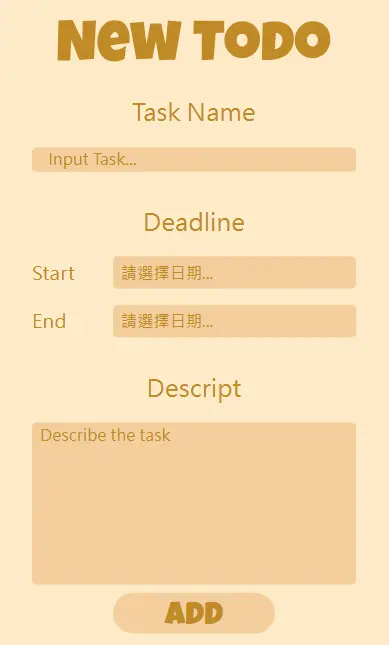 New ToDo
Task Name
Input Task...
Deadline
Start
請選擇日期...
End
請選擇日期...
Descript
Describe the task
ADD